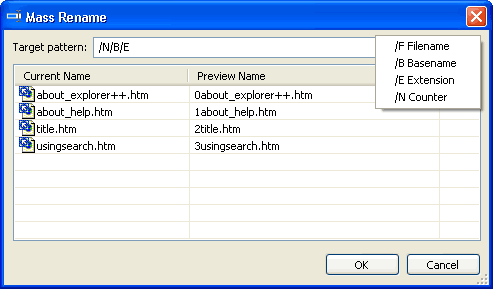 Mass Rename
Target pattern: /N/B/E
/F Filename
/B Basename
/E Extension
/N Counter
Current Name Preview Name
about_explorer++.htm 0about_explorer++.htm
about_help.htm 1about_help.htm
title.htm 2title.htm
usingsearch.htm 3usingsearch.htm
OK Cancel